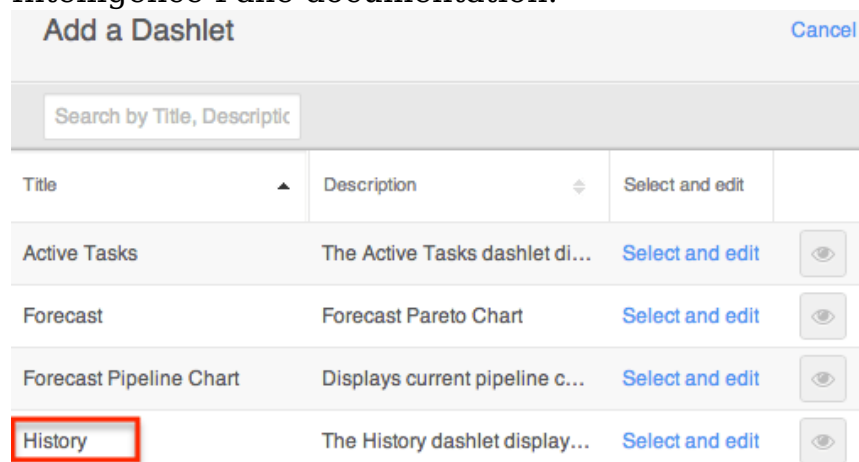 Add a Dashlet Cancel
Search by Title, Descriptic
Title Description Select and edit
Active Tasks The Active Tasks dashlet di... Select and edit
Forecast Forecast Pareto Chart Select and edit
Forecast Pipeline Chart Displays current pipeline c... Select and edit
History The History dashlet display... Select and edit